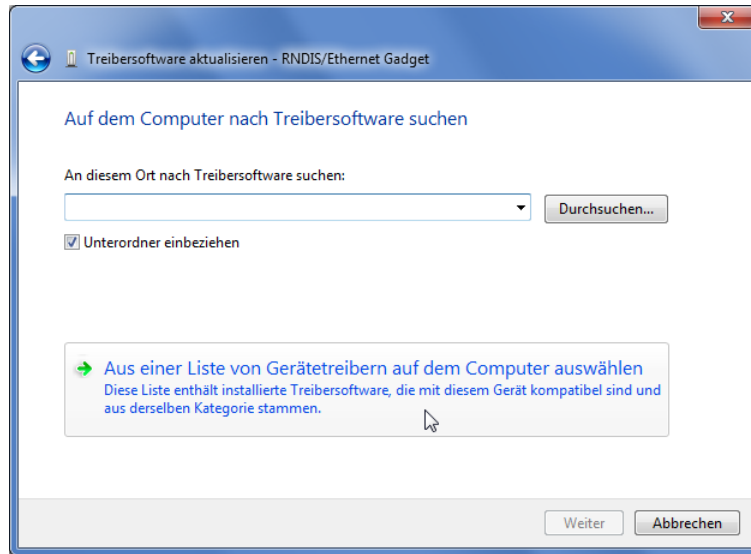 Treibersoftware aktualisieren - RNDIS/Ethernet Gadget
Auf dem Computer nach Treibersoftware suchen
An diesem Ort nach Treibersoftware suchen:
Durchsuchen...
Unterordner einbeziehen
Aus einer Liste von Gerätetreibern auf dem Computer auswählen
Diese Liste enthält installierte Treibersoftware, die mit diesem Gerät kompatibel sind und
aus derselben Kategorie stammen.
Weiter
Abbrechen